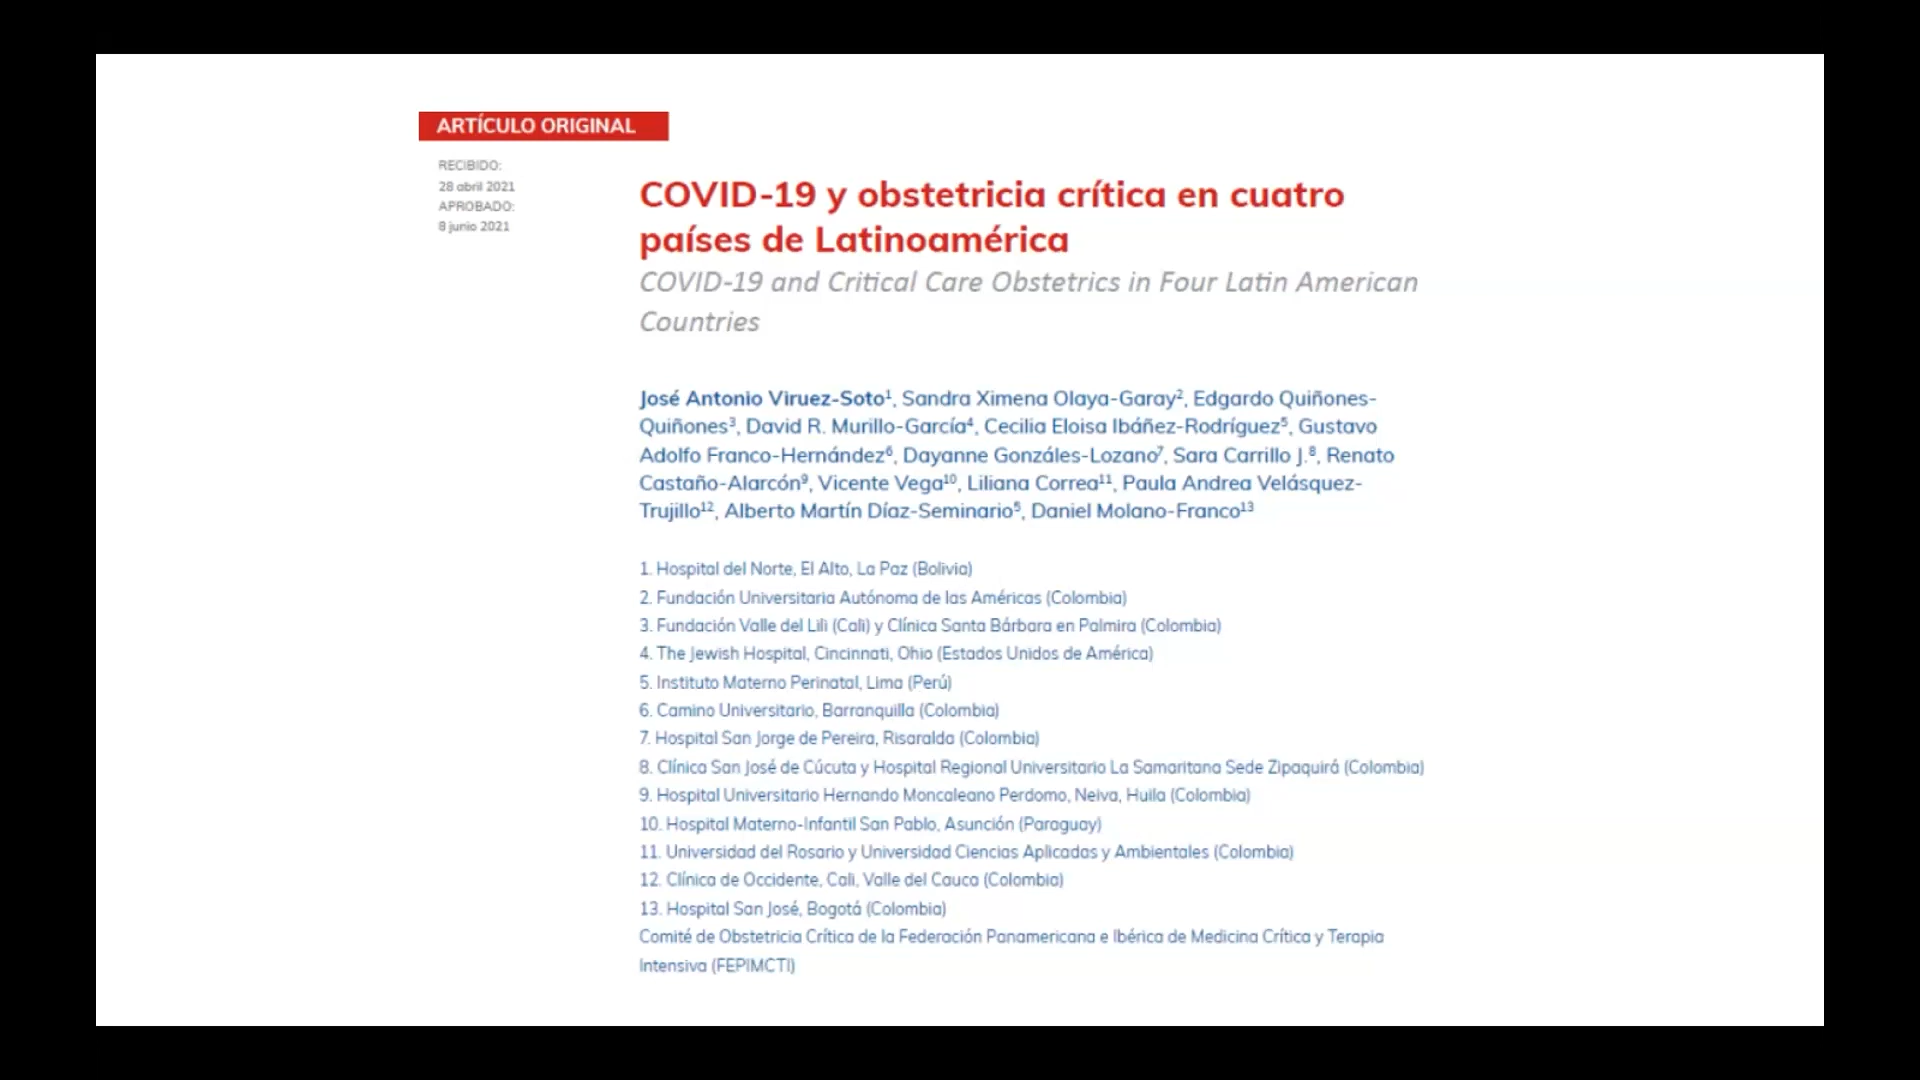 ARTÍCULO ORIGINAL
RECIBIDO:
28 abril 2021
APROBADO:
8 junio 2021
COVID-19 y obstetricia crítica en cuatro
países de Latinoamérica
COVID-19 and Critical Care Obstetrics in Four Latin American
Countries
José Antonio Viruez-Soto¹, Sandra Ximena Olaya-Garay², Edgardo Quiñones-
Quiñones³, David R. Murillo-García⁴, Cecilia Eloisa Ibáñez-Rodríguez⁵, Gustavo
Adolfo Franco-Hernández⁶, Dayanne Gonzáles-Lozano⁷, Sara Carrillo J.⁸, Renato
Castaño-Alarcón⁹, Vicente Vega¹⁰, Liliana Correa¹¹, Paula Andrea Velásquez-
Trujillo¹², Alberto Martín Díaz-Seminario⁵, Daniel Molano-Franco¹³
1. Hospital del Norte, El Alto, La Paz (Bolivia)
2. Fundación Universitaria Autónoma de las Américas (Colombia)
3. Fundación Valle del Lili (Cali) y Clínica Santa Bárbara en Palmira (Colombia)
4. The Jewish Hospital, Cincinnati, Ohio (Estados Unidos de América)
5. Instituto Materno Perinatal, Lima (Perú)
6. Camino Universitario, Barranquilla (Colombia)
7. Hospital San Jorge de Pereira, Risaralda (Colombia)
8. Clínica San José de Cúcuta y Hospital Regional Universitario La Samaritana Sede Zipaquirá (Colombia)
9. Hospital Universitario Hernando Moncaleano Perdomo, Neiva, Huila (Colombia)
10. Hospital Materno-Infantil San Pablo, Asunción (Paraguay)
11. Universidad del Rosario y Universidad Ciencias Aplicadas y Ambientales (Colombia)
12. Clínica de Occidente, Cali, Valle del Cauca (Colombia)
13. Hospital San José, Bogotá (Colombia)
Comité de Obstetricia Crítica de la Federación Panamericana e Ibérica de Medicina Crítica y Terapia
Intensiva (FEPIMCTI)